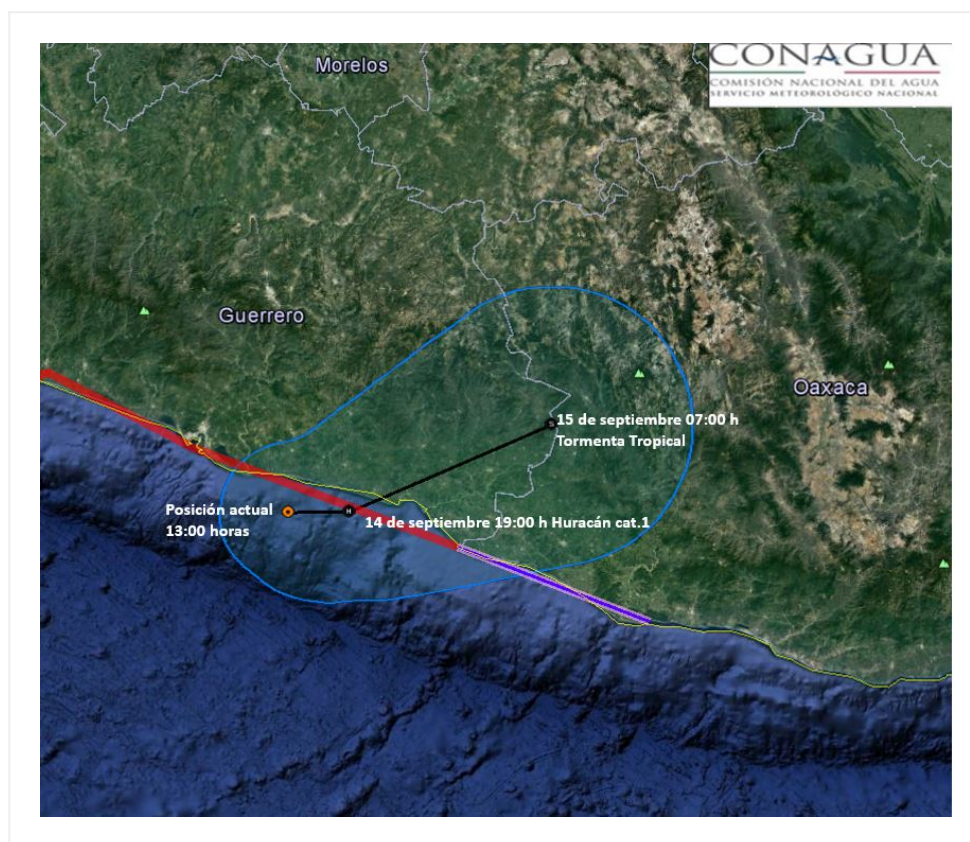 Morelos
CONAGUA
COMISIÓN NACIONAL DEL AGUA
SERVICIO METEOROLÓGICO NACIONAL
Guerrero
Oaxaca
15 de septiembre 07:00 h
Tormenta Tropical
Posición actual
13:00 horas
H
14 de septiembre 19:00 h Huracán cat.1